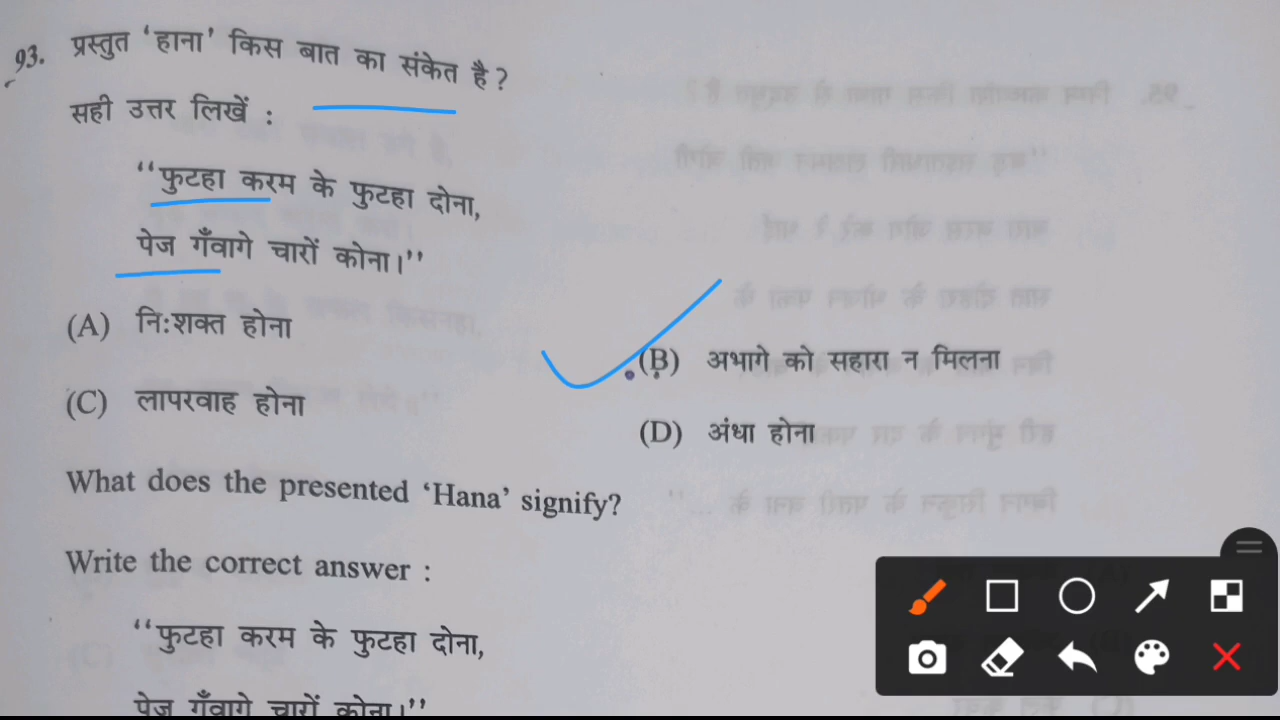 93. प्रस्तुत ‘हाना’ किस बात का संकेत है ?
सही उत्तर लिखें :
‘‘फुटहा करम के फुटहा दोना,
पेज गँवागे चारों कोना।’’
(A) नि:शक्त होना
(B) अभागे को सहारा न मिलना
(C) लापरवाह होना
(D) अंधा होना
What does the presented ‘Hana’ signify?
Write the correct answer :
‘‘फुटहा करम के फुटहा दोना,
पेज गँवागे चारों कोना।’’